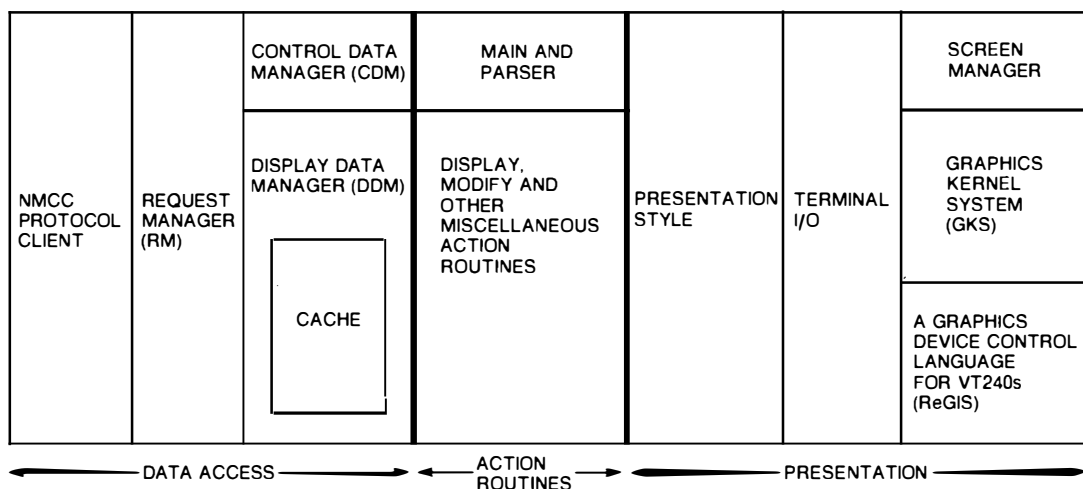 NMCC
PROTOCOL
CLIENT
REQUEST
MANAGER
(RM)
CONTROL DATA
MANAGER (CDM)
DISPLAY DATA
MANAGER (DDM)
CACHE
MAIN AND
PARSER
DISPLAY,
MODIFY AND
OTHER
MISCELLANEOUS
ACTION
ROUTINES
PRESENTATION
STYLE
TERMINAL
I/O
SCREEN
MANAGER
GRAPHICS
KERNEL
SYSTEM
(GKS)
A GRAPHICS
DEVICE CONTROL
LANGUAGE
FOR VT240s
(ReGIS)
DATA ACCESS
ACTION
ROUTINES
PRESENTATION